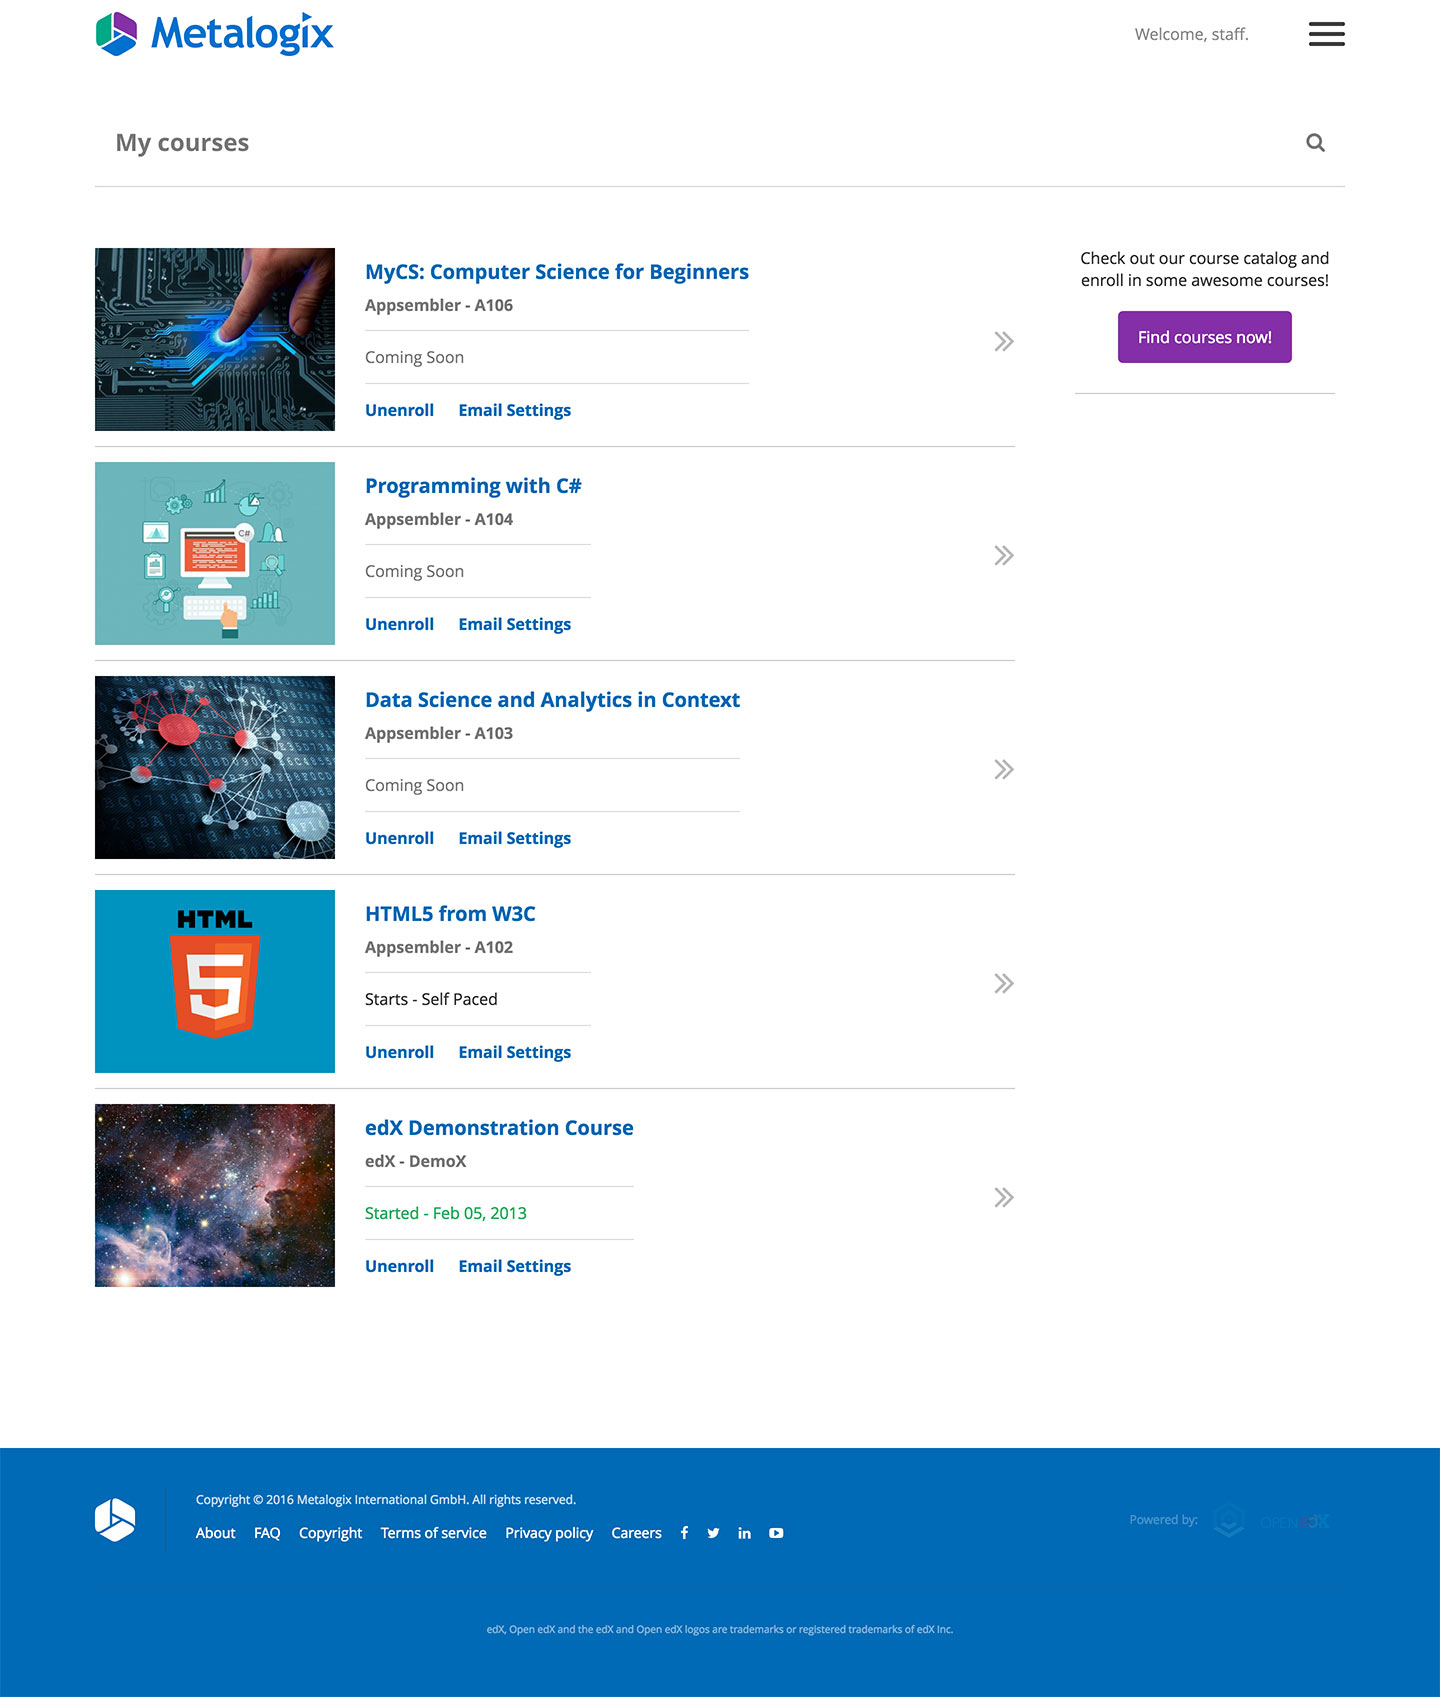 Metalogix
Welcome, staff.
My courses
MyCS: Computer Science for Beginners
Appsembler - A106
Coming Soon
Unenroll Email Settings
Check out our course catalog and
enroll in some awesome courses!
Find courses now!
C#
Programming with C#
Appsembler - A104
Coming Soon
Unenroll Email Settings
Data Science and Analytics in Context
Appsembler - A103
Coming Soon
Unenroll Email Settings
HTML
5
HTML5 from W3C
Appsembler - A102
Starts - Self Paced
Unenroll Email Settings
edX Demonstration Course
edX - DemoX
Started - Feb 05, 2013
Unenroll Email Settings
Copyright © 2016 Metalogix International GmbH. All rights reserved.
About FAQ Copyright Terms of service Privacy policy Careers
Powered by:
OPEN edX
edX, Open edX and the edX and Open edX logos are trademarks or registered trademarks of edX Inc.